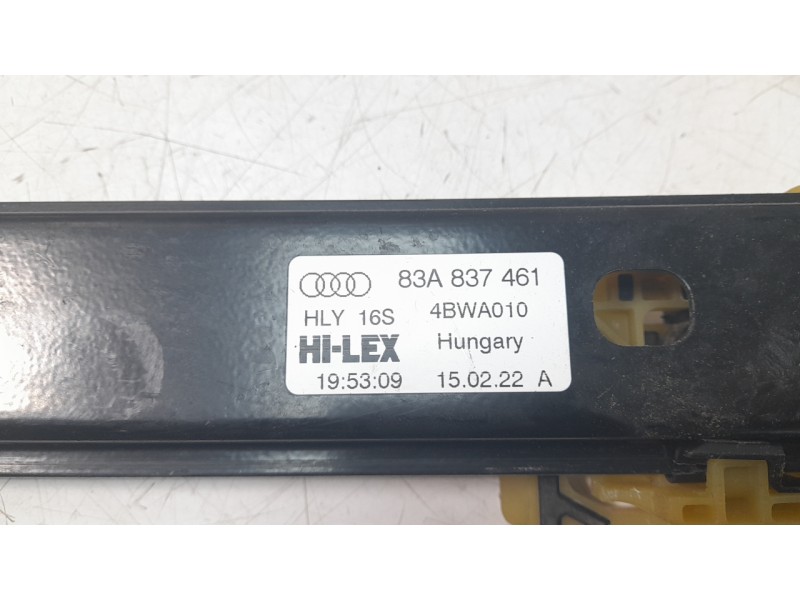 83A 837 461
HLY 16S 4BWA010
HI-LEX Hungary
19:53:09 15.02.22 A